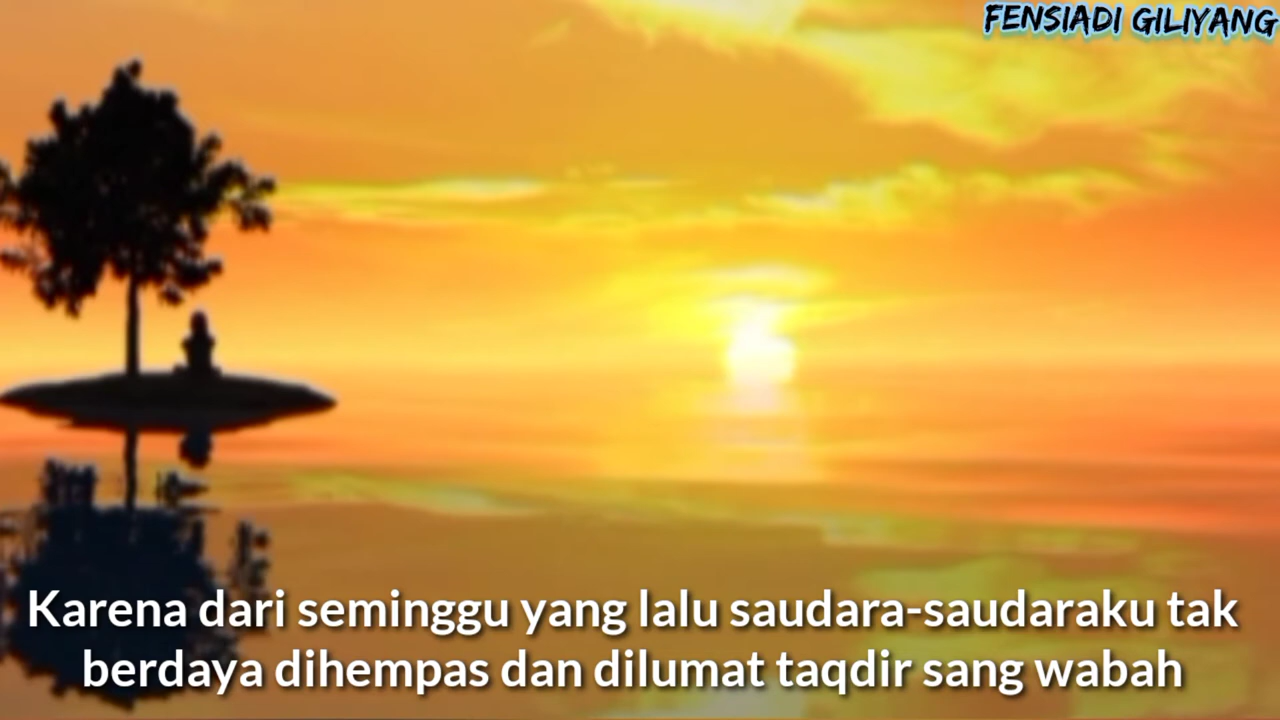 FENSIADI GILIYANG
Karena dari seminggu yang lalu saudara-saudaraku tak
berdaya dihempas dan dilumat taqdir sang wabah